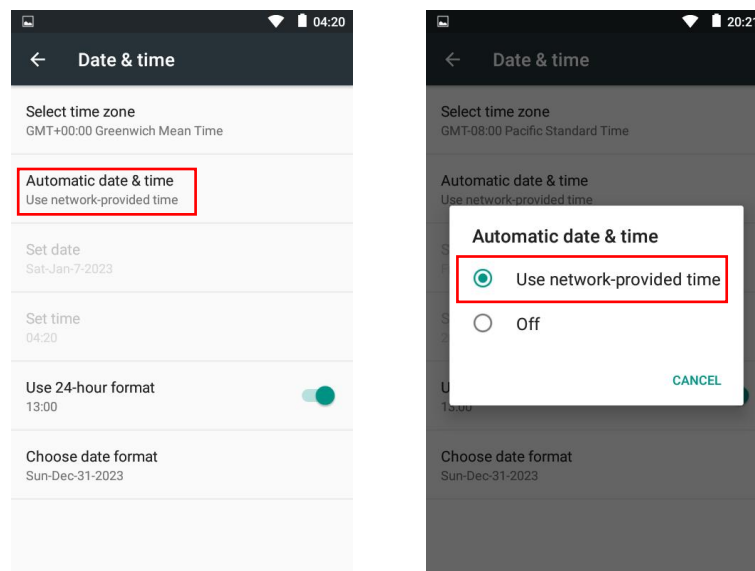 04:20
Date & time
Select time zone
GMT+00:00 Greenwich Mean Time
Automatic date & time
Use network-provided time
Set date
Sat-Jan-7-2023
Set time
04:20
Use 24-hour format
13:00
Choose date format
Sun-Dec-31-2023
20:21
Date & time
Select time zone
GMT-08:00 Pacific Standard Time
Automatic date & time
Use network-provided time
Automatic date & time
Use network-provided time
Off
CANCEL
Choose date format
Sun-Dec-31-2023